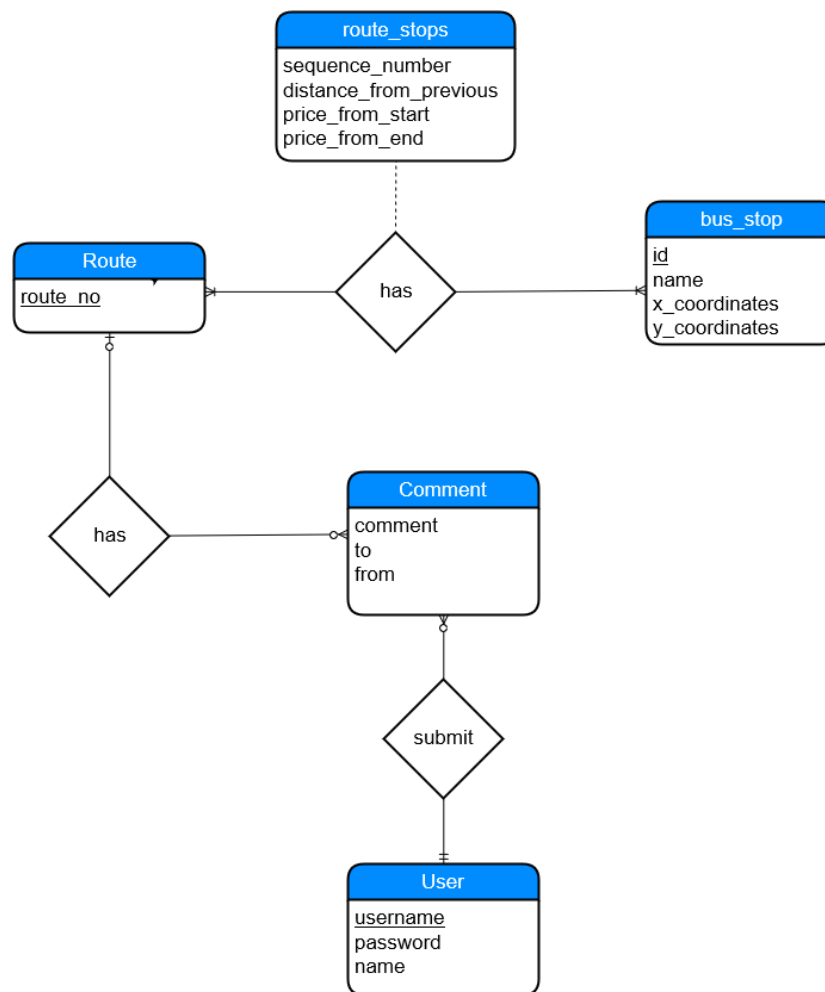 route_stops
sequence_number
distance_from_previous
price_from_start
price_from_end
bus_stop
id
name
x_coordinates
y_coordinates
Route
route_no
has
has
Comment
comment
to
from
submit
User
username
password
name